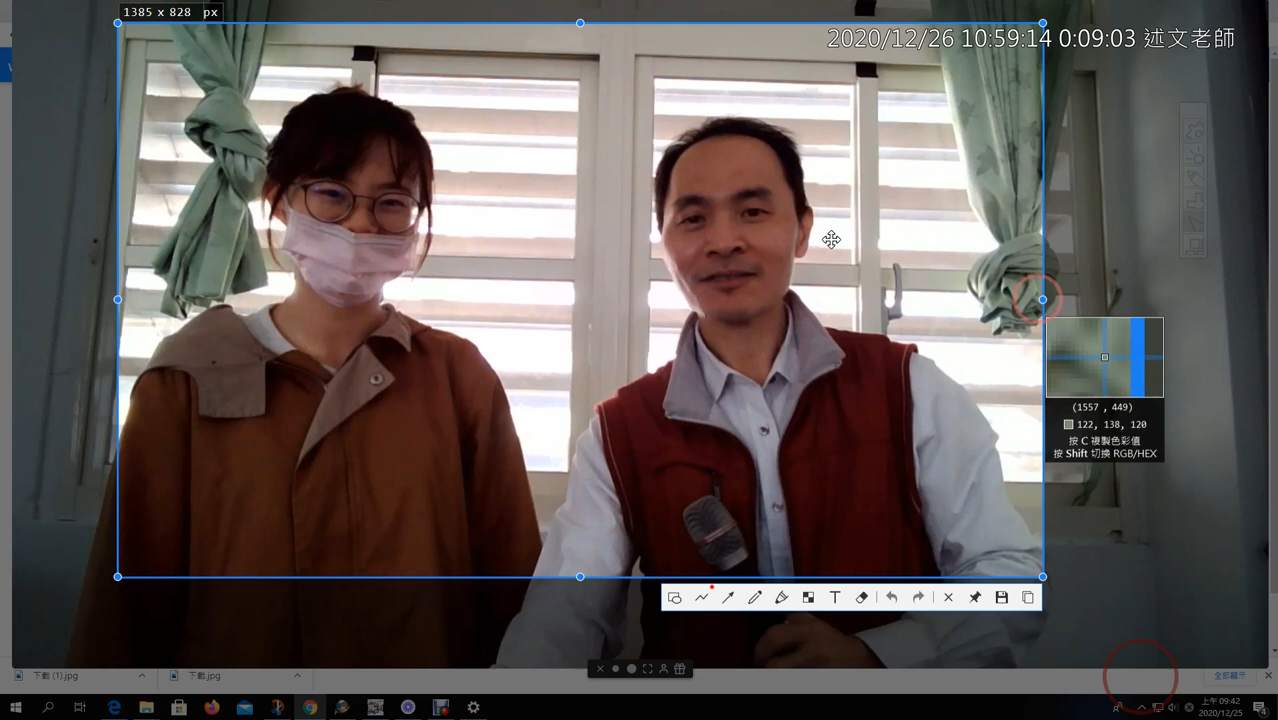 1385 x 828 px
2020/12/26 10:59:14 0:09:03 述文老師
(1557 , 449)
122, 138, 120
按 C 複製色彩值
按 Shift 切換 RGB/HEX
下載 (1).jpg
下載.jpg
全部顯示
上午 09:42
2020/12/25
4